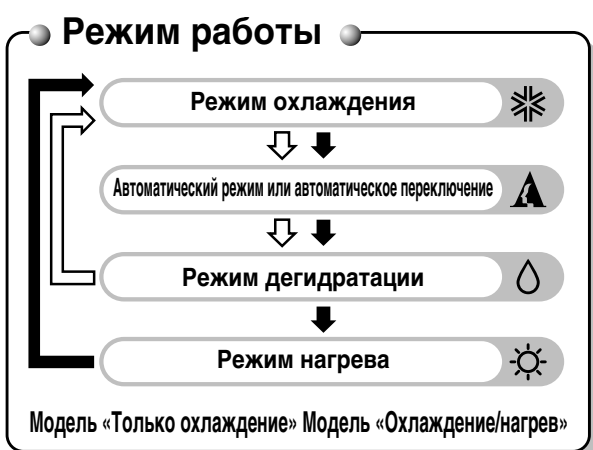 Режим работы
Режим охлаждения
Автоматический режим или автоматическое переключение
Режим дегидратации
Режим нагрева
Модель «Только охлаждение» Модель «Охлаждение/нагрев»